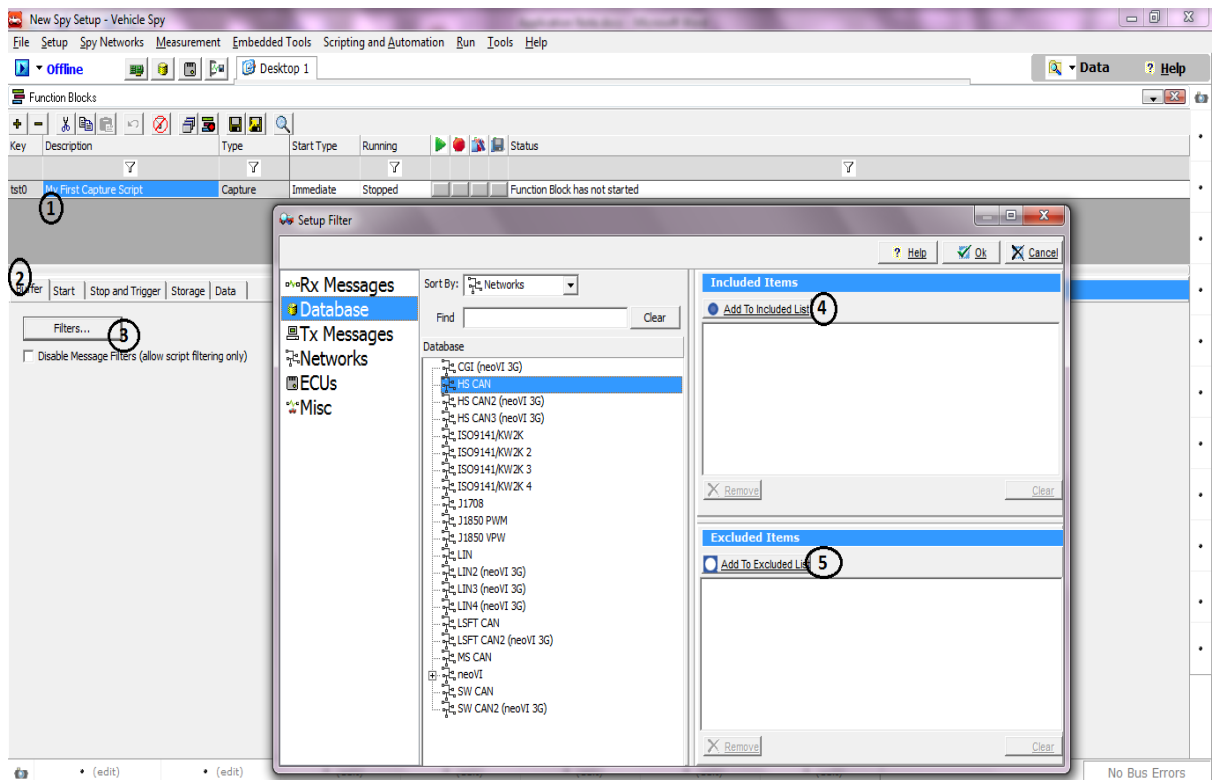 New Spy Setup - Vehicle Spy
File Setup Spy Networks Measurement Embedded Tools Scripting and Automation Run Tools Help
Offline
Desktop 1
Data
? Help
Function Blocks
Key Description Type Start Type Running Status
tst0 My First Capture Script Capture Immediate Stopped Function Block has not started
1
Setup Filter
? Help Ok Cancel
2
Buffer Start Stop and Trigger Storage Data
Filters...
3
Disable Message Filters (allow script filtering only)
Rx Messages
Database
Tx Messages
Networks
ECUs
Misc
Sort By: Networks
Find Clear
Database
CGI (neoVI 3G)
HS CAN
HS CAN2 (neoVI 3G)
HS CAN3 (neoVI 3G)
ISO9141/KW2K
ISO9141/KW2K 2
ISO9141/KW2K 3
ISO9141/KW2K 4
J1708
J1850 PWM
J1850 VPW
LIN
LIN2 (neoVI 3G)
LIN3 (neoVI 3G)
LIN4 (neoVI 3G)
LSFT CAN
LSFT CAN2 (neoVI 3G)
MS CAN
neoVI
SW CAN
SW CAN2 (neoVI 3G)
Included Items
Add To Included List 4
Remove Clear
Excluded Items
Add To Excluded List 5
Remove Clear
(edit) (edit)
No Bus Errors